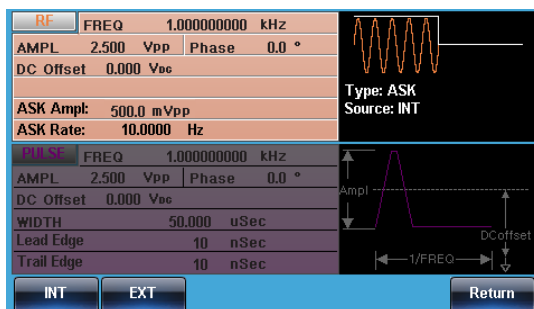 RF FREQ 1.000000000 kHz
AMPL 2.500 Vpp Phase 0.0 °
DC Offset 0.000 VDC
ASK Ampl: 500.0 mVpp
ASK Rate: 10.0000 Hz
Type: ASK
Source: INT
PULSE FREQ 1.000000000 kHz
AMPL 2.500 Vpp Phase 0.0 °
DC Offset 0.000 VDC
WIDTH 50.000 uSec
Lead Edge 10 nSec
Trail Edge 10 nSec
Ampl
DCoffset
1/FREQ
INT EXT Return